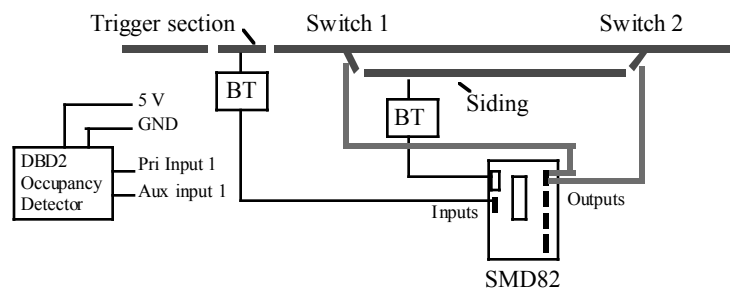 Trigger section
Switch 1
Switch 2
BT
Siding
BT
5 V
GND
DBD2
Occupancy
Detector
Pri Input 1
Aux input 1
Inputs
Outputs
SMD82